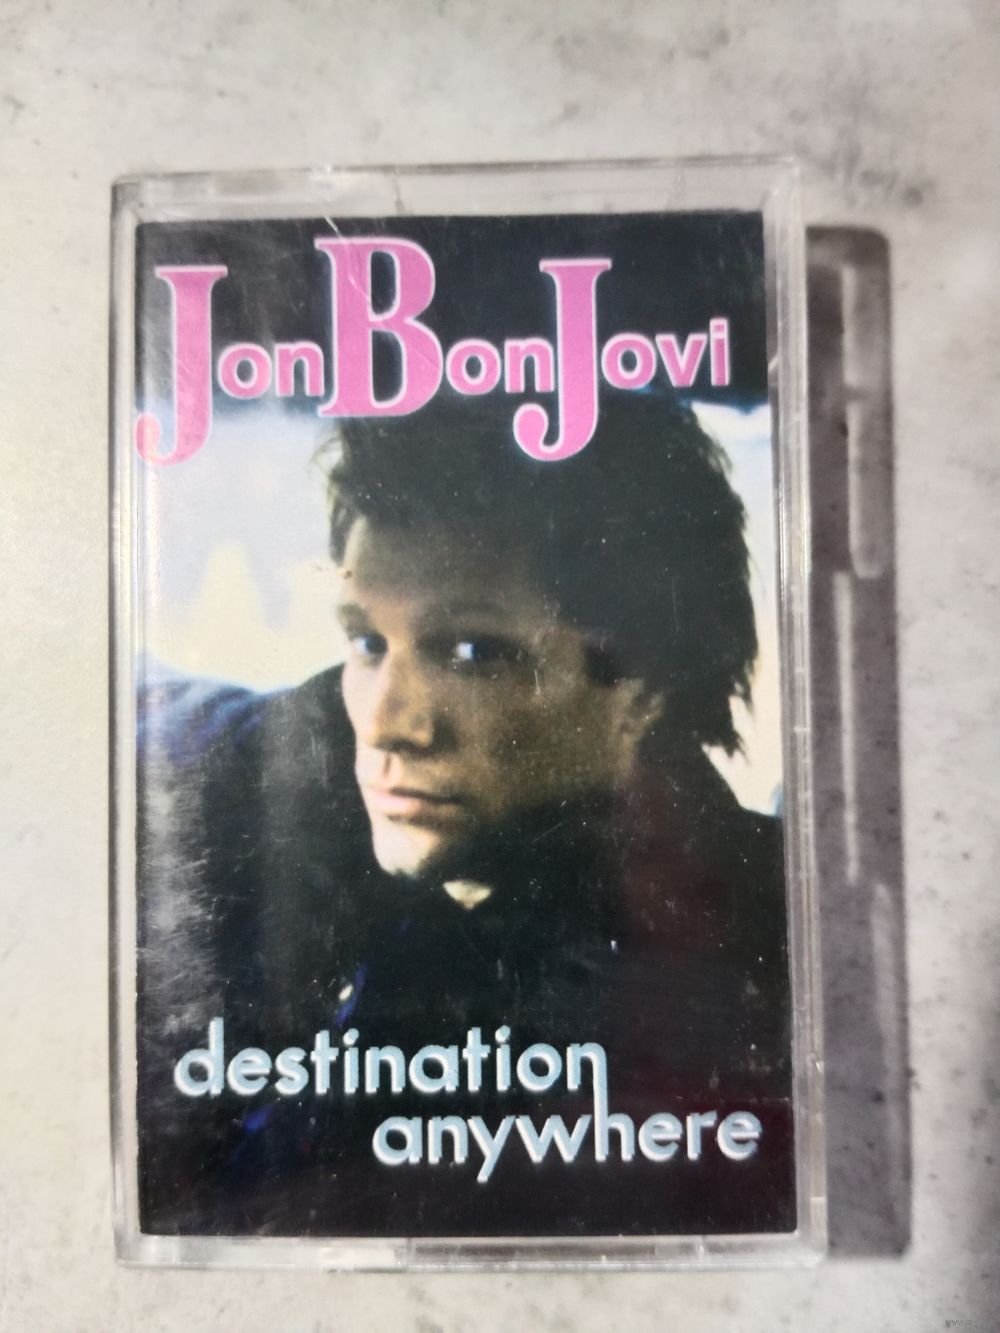 Jon Bon Jovi
destination
anywhere